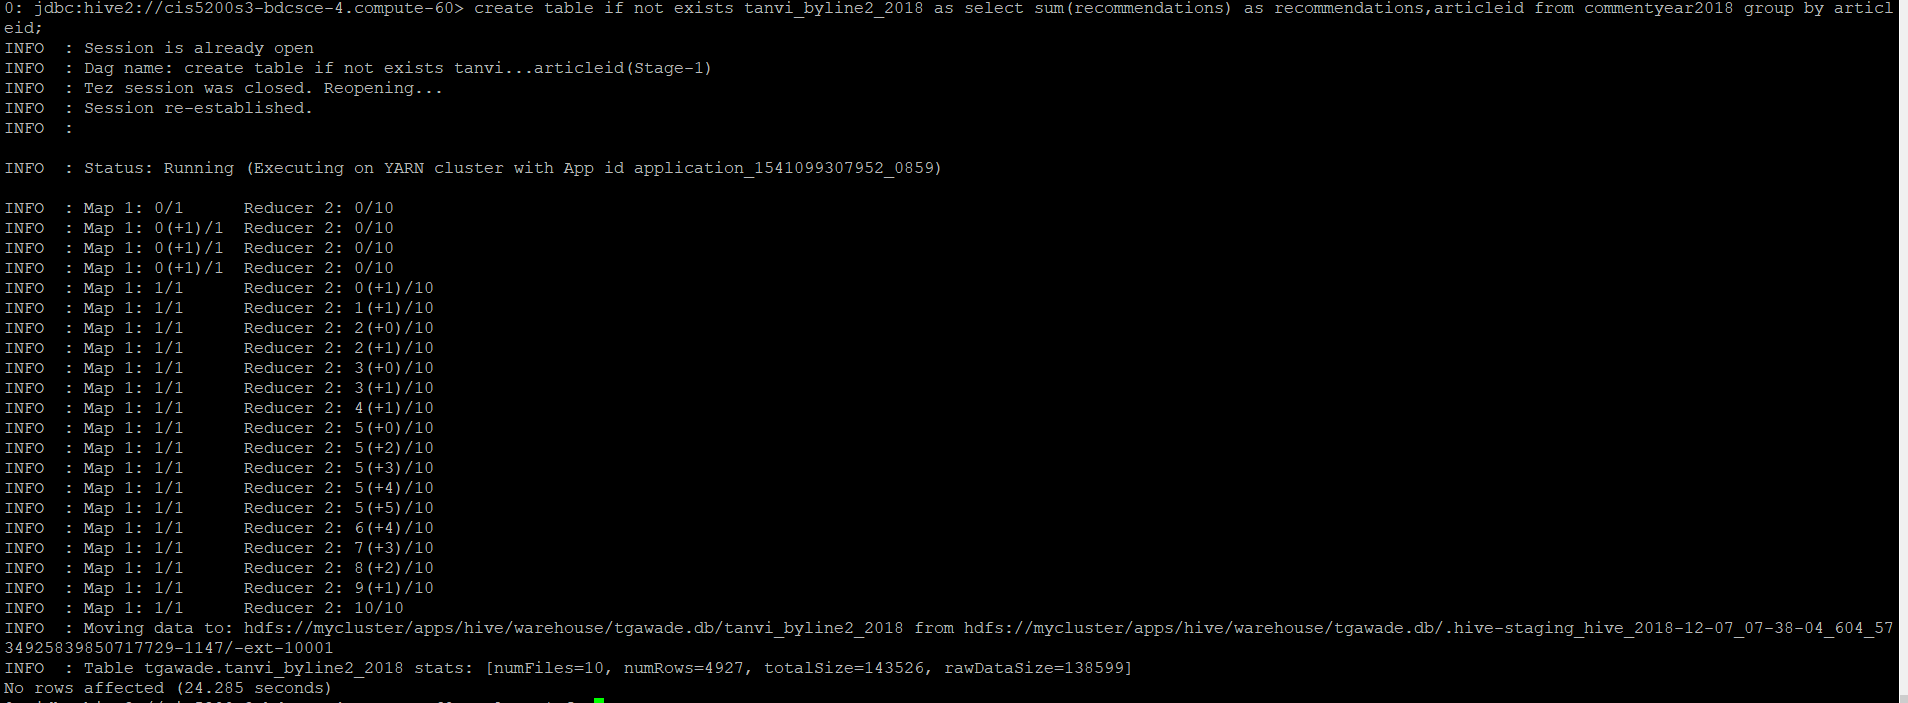 0: jdbc:hive2://cis5200s3-bdcsce-4.compute-60> create table if not exists tanvi_byline2_2018 as select sum(recommendations) as recommendations,articleid from commentyear2018 group by articl
eid;
INFO  : Session is already open
INFO  : Dag name: create table if not exists tanvi...articleid(Stage-1)
INFO  : Tez session was closed. Reopening...
INFO  : Session re-established.
INFO  :
INFO  : Status: Running (Executing on YARN cluster with App id application_1541099307952_0859)
INFO  : Map 1: 0/1      Reducer 2: 0/10
INFO  : Map 1: 0(+1)/1  Reducer 2: 0/10
INFO  : Map 1: 0(+1)/1  Reducer 2: 0/10
INFO  : Map 1: 0(+1)/1  Reducer 2: 0/10
INFO  : Map 1: 1/1      Reducer 2: 0(+1)/10
INFO  : Map 1: 1/1      Reducer 2: 1(+1)/10
INFO  : Map 1: 1/1      Reducer 2: 2(+0)/10
INFO  : Map 1: 1/1      Reducer 2: 2(+1)/10
INFO  : Map 1: 1/1      Reducer 2: 3(+0)/10
INFO  : Map 1: 1/1      Reducer 2: 3(+1)/10
INFO  : Map 1: 1/1      Reducer 2: 4(+1)/10
INFO  : Map 1: 1/1      Reducer 2: 5(+0)/10
INFO  : Map 1: 1/1      Reducer 2: 5(+2)/10
INFO  : Map 1: 1/1      Reducer 2: 5(+3)/10
INFO  : Map 1: 1/1      Reducer 2: 5(+4)/10
INFO  : Map 1: 1/1      Reducer 2: 5(+5)/10
INFO  : Map 1: 1/1      Reducer 2: 6(+4)/10
INFO  : Map 1: 1/1      Reducer 2: 7(+3)/10
INFO  : Map 1: 1/1      Reducer 2: 8(+2)/10
INFO  : Map 1: 1/1      Reducer 2: 9(+1)/10
INFO  : Map 1: 1/1      Reducer 2: 10/10
INFO  : Moving data to: hdfs://mycluster/apps/hive/warehouse/tgawade.db/tanvi_byline2_2018 from hdfs://mycluster/apps/hive/warehouse/tgawade.db/.hive-staging_hive_2018-12-07_07-38-04_604_57
34925839850717729-1147/-ext-10001
INFO  : Table tgawade.tanvi_byline2_2018 stats: [numFiles=10, numRows=4927, totalSize=143526, rawDataSize=138599]
No rows affected (24.285 seconds)